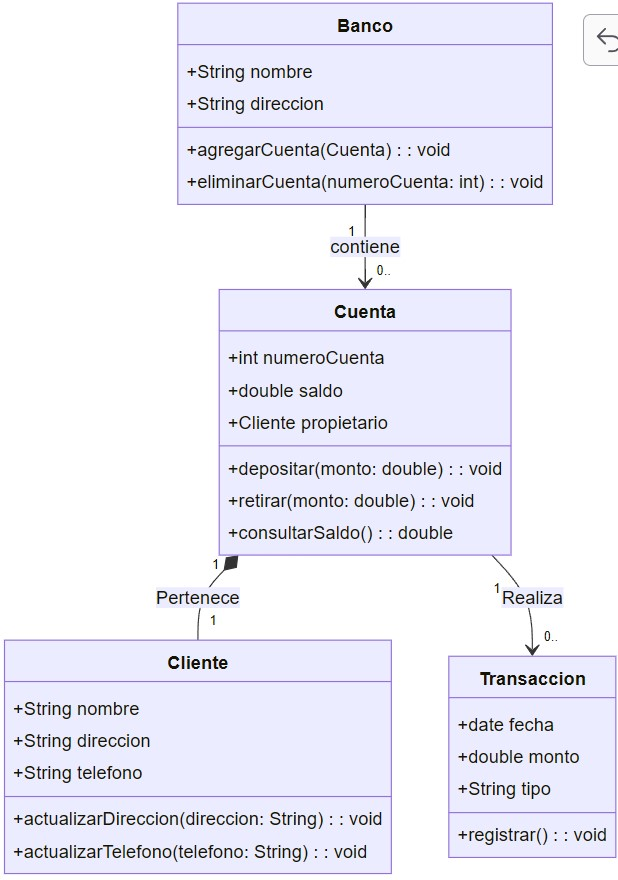 Banco
+String nombre
+String direccion
+agregarCuenta(Cuenta) : : void
+eliminarCuenta(numeroCuenta: int) : : void
1
contiene
0..
Cuenta
+int numeroCuenta
+double saldo
+Cliente propietario
+depositar(monto: double) : : void
+retirar(monto: double) : : void
+consultarSaldo() : : double
1
Pertenece
1
1
Realiza
0..
Cliente
+String nombre
+String direccion
+String telefono
+actualizarDireccion(direccion: String) : : void
+actualizarTelefono(telefono: String) : : void
Transaccion
+date fecha
+double monto
+String tipo
+registrar() : : void